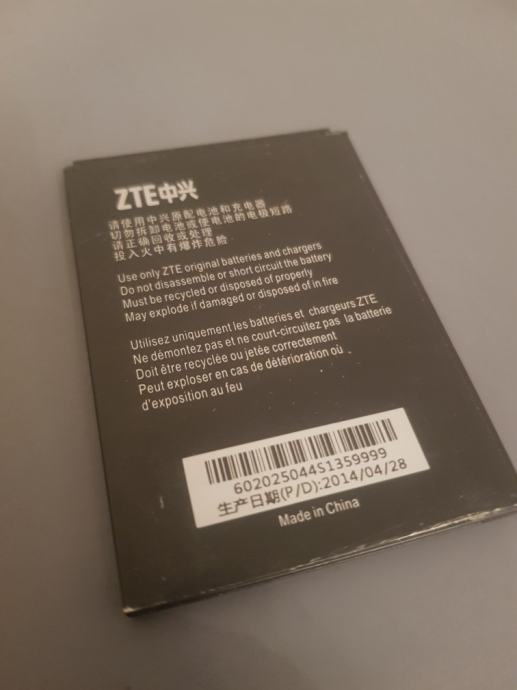 ZTE中兴
请使用中兴原配电池和充电器
切勿拆卸电池或使电池的电极短路
请正确回收或处理
投入火中有爆炸危险
Use only ZTE original batteries and chargers
Do not disassemble or short circuit the battery
Must be recycled or disposed of properly
May explode if damaged or disposed of in fire
Utilisez uniquement les batteries et chargeurs ZTE
Ne démontez pas et ne court-circuitez pas la batterie
Doit être recyclée ou jetée correctement
Peut exploser en cas de détérioration où
d'exposition au feu
602025044S1359999
生产日期(P/D):2014/04/28
Made in China